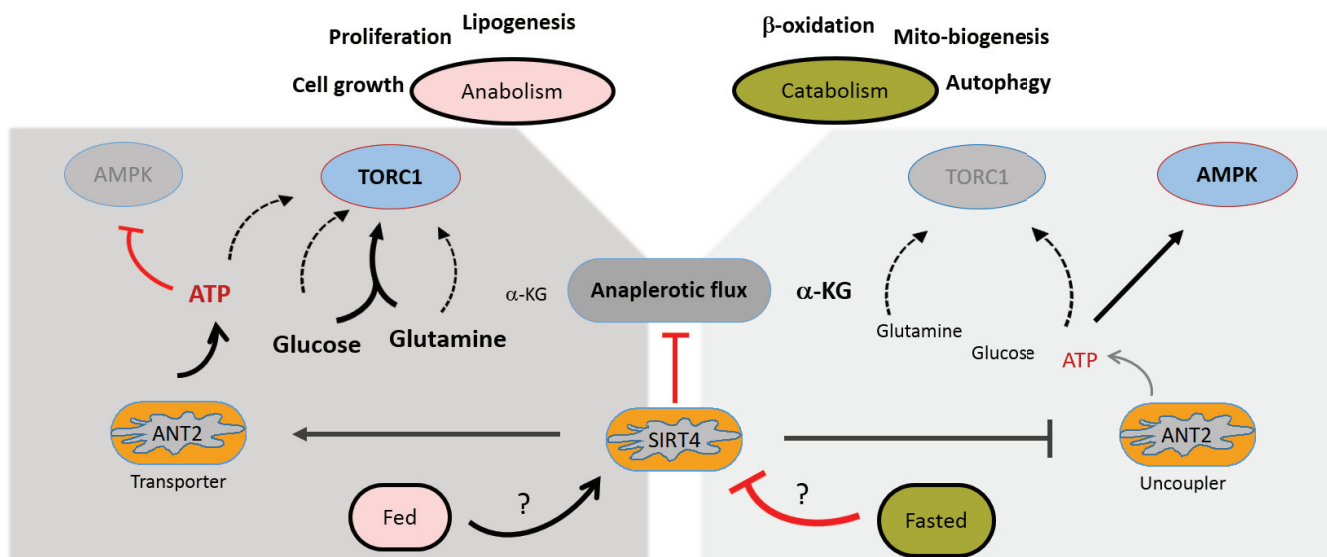 Lipogenesis
Proliferation
Cell growth
Anabolism
β-oxidation
Mito-biogenesis
Catabolism
Autophagy
AMPK
TORC1
TORC1
AMPK
ATP
Glucose
Glutamine
α-KG
Anaplerotic flux
α-KG
Glutamine
Glucose
ATP
ANT2
Transporter
SIRT4
ANT2
Uncoupler
Fed
?
?
Fasted